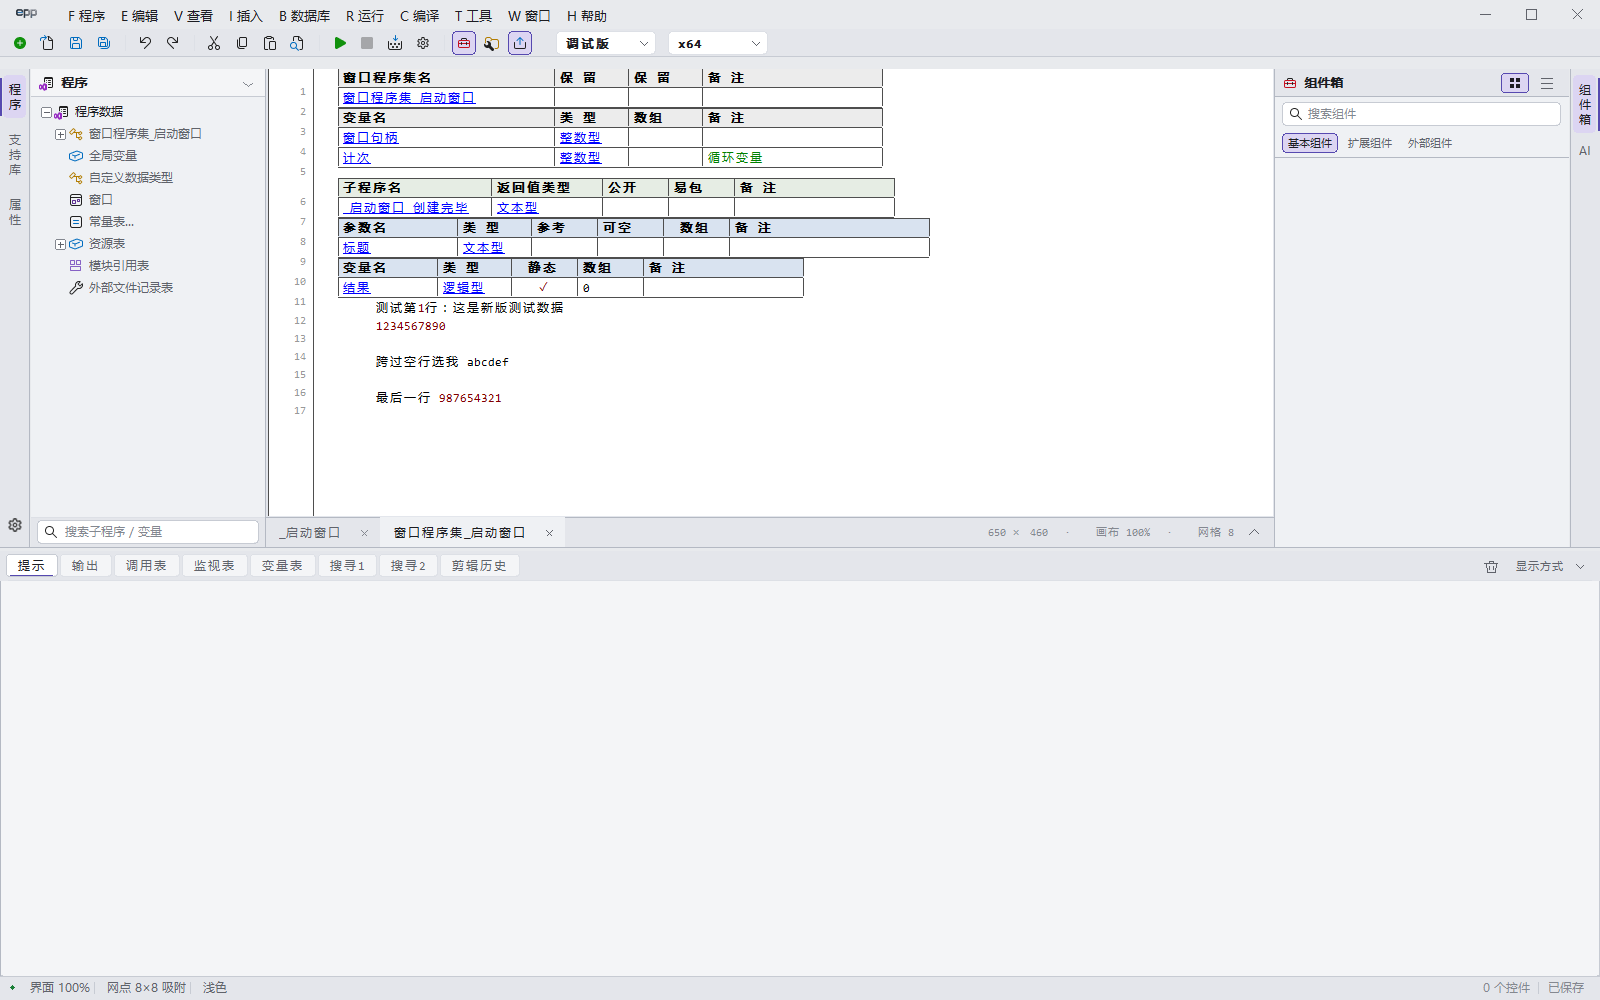 epp
F 程序 E 编辑 V 查看 I 插入 B 数据库 R 运行 C 编译 T 工具 W 窗口 H 帮助
调试版 x64
程序
支持库
属性
程序
程序数据
窗口程序集_启动窗口
全局变量
自定义数据类型
窗口
常量表...
资源表
模块引用表
外部文件记录表
搜索子程序 / 变量
窗口程序集名 保 留 保 留 备 注
1 窗口程序集_启动窗口
2 变量名 类 型 数组 备 注
3 窗口句柄 整数型
4 计次 整数型 循环变量
5
子程序名 返回值类型 公开 易包 备 注
6 _启动窗口_创建完毕 文本型
7 参数名 类 型 参考 可空 数组 备 注
8 标题 文本型
9 变量名 类 型 静态 数组 备 注
10 结果 逻辑型 ✓ 0
11 测试第1行：这是新版测试数据
12 1234567890
13
14 跨过空行选我 abcdef
15
16 最后一行 987654321
17
_启动窗口 × 窗口程序集_启动窗口 ×
650 × 460 · 画布 100% · 网格 8
组件箱
搜索组件
基本组件 扩展组件 外部组件
组件箱
AI
提示 输出 调用表 监视表 变量表 搜寻1 搜寻2 剪辑历史
显示方式
界面 100% 网点 8×8 吸附 浅色
0 个控件 已保存